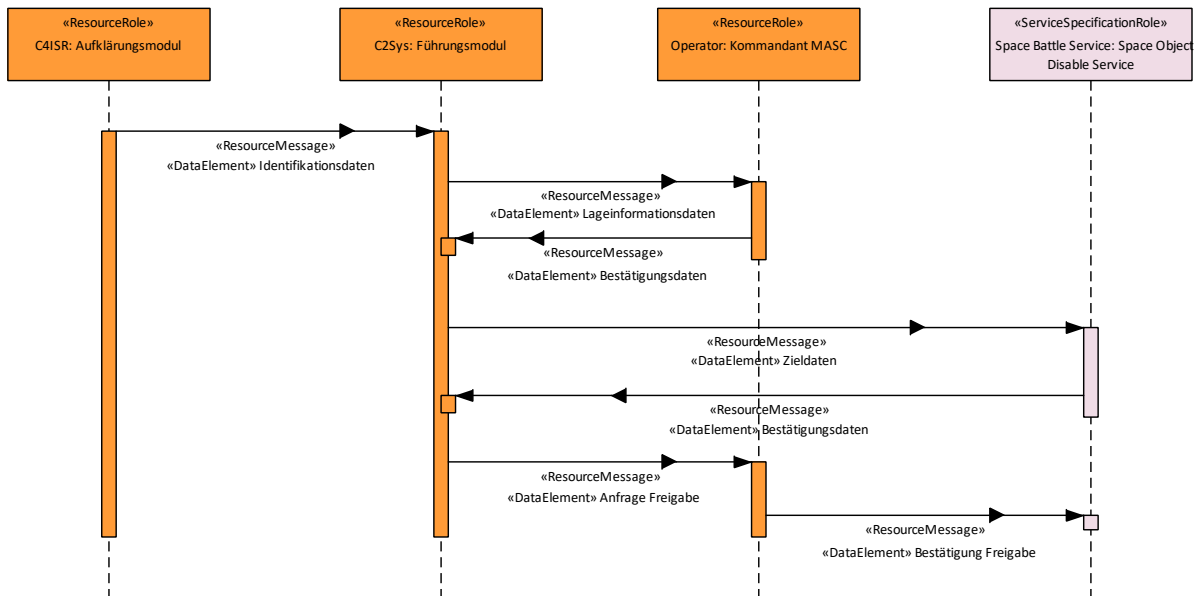 «ResourceRole»
C4ISR: Aufklärungsmodul
«ResourceRole»
C2Sys: Führungsmodul
«ResourceRole»
Operator: Kommandant MASC
«ServiceSpecificationRole»
Space Battle Service: Space Object
Disable Service
«ResourceMessage»
«DataElement» Identifikationsdaten
«ResourceMessage»
«DataElement» Lageinformationsdaten
«ResourceMessage»
«DataElement» Bestätigungsdaten
«ResourceMessage»
«DataElement» Zieldaten
«ResourceMessage»
«DataElement» Bestätigungsdaten
«ResourceMessage»
«DataElement» Anfrage Freigabe
«ResourceMessage»
«DataElement» Bestätigung Freigabe